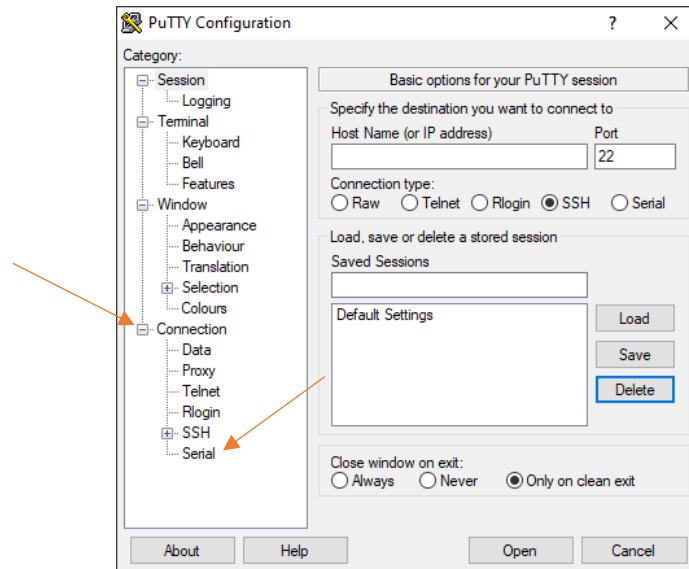 PuTTY Configuration ? ×
Category:
Session
Logging
Terminal
Keyboard
Bell
Features
Window
Appearance
Behaviour
Translation
Selection
Colours
Connection
Data
Proxy
Telnet
Rlogin
SSH
Serial
Basic options for your PuTTY session
Specify the destination you want to connect to
Host Name (or IP address) Port
22
Connection type:
Raw Telnet Rlogin SSH Serial
Load, save or delete a stored session
Saved Sessions
Default Settings
Load
Save
Delete
Close window on exit:
Always Never Only on clean exit
About Help Open Cancel